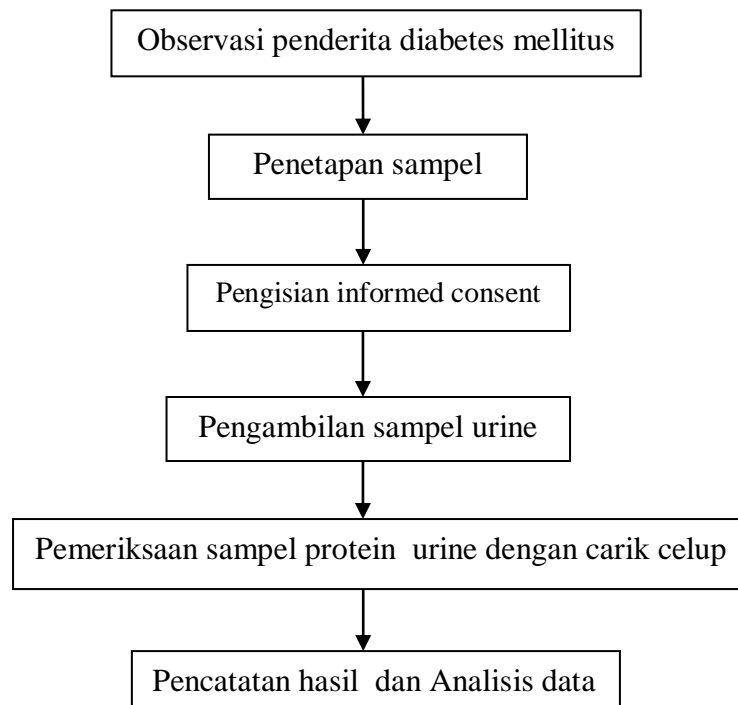 Observasi penderita diabetes mellitus
Penetapan sampel
Pengisian informed consent
Pengambilan sampel urine
Pemeriksaan sampel protein  urine dengan carik celup
Pencatatan hasil  dan Analisis data